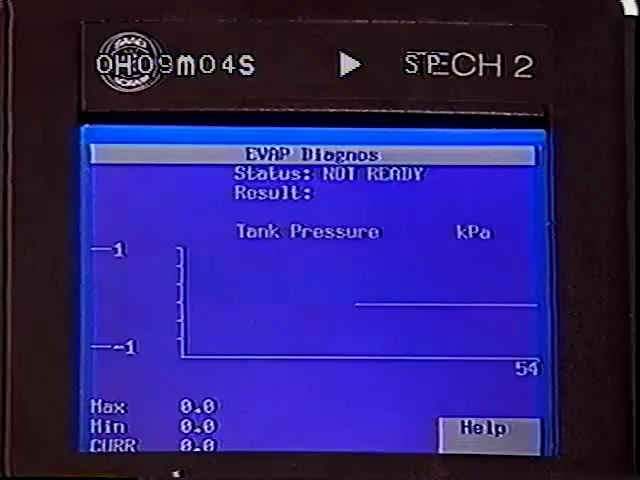 0H09m04S ▶ SP
TECH 2
EVAP Diagnos
Status: NOT READY
Result:
Tank Pressure kPa
1
-1
54
Max 0.0
Min 0.0
CURR 0.0
Help